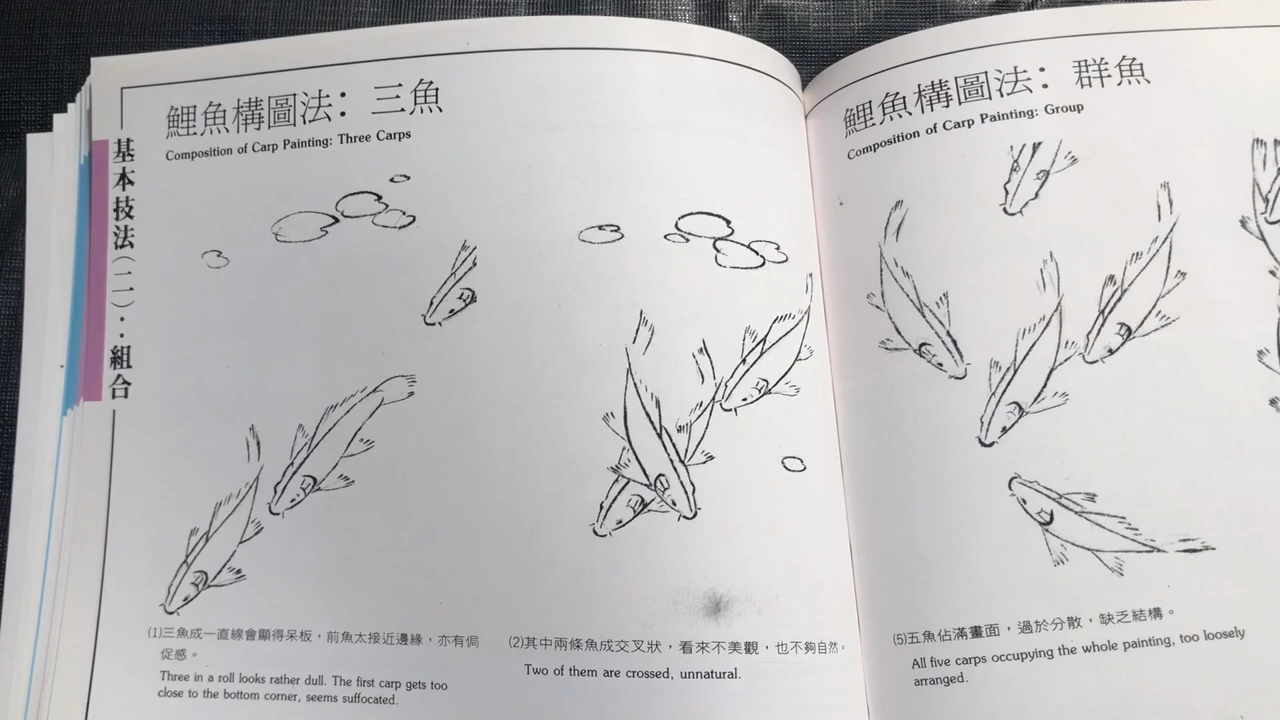 基本技法（二）：組合
鯉魚構圖法：三魚
Composition of Carp Painting: Three Carps
(1)三魚成一直線會顯得呆板，前魚太接近邊緣，亦有侷
促感。
Three in a roll looks rather dull. The first carp gets too
close to the bottom corner, seems suffocated.
(2)其中兩條魚成交叉狀，看來不美觀，也不夠自然。
Two of them are crossed, unnatural.
鯉魚構圖法：群魚
Composition of Carp Painting: Group
(5)五魚佔滿畫面，過於分散，缺乏結構。
All five carps occupying the whole painting, too loosely
arranged.